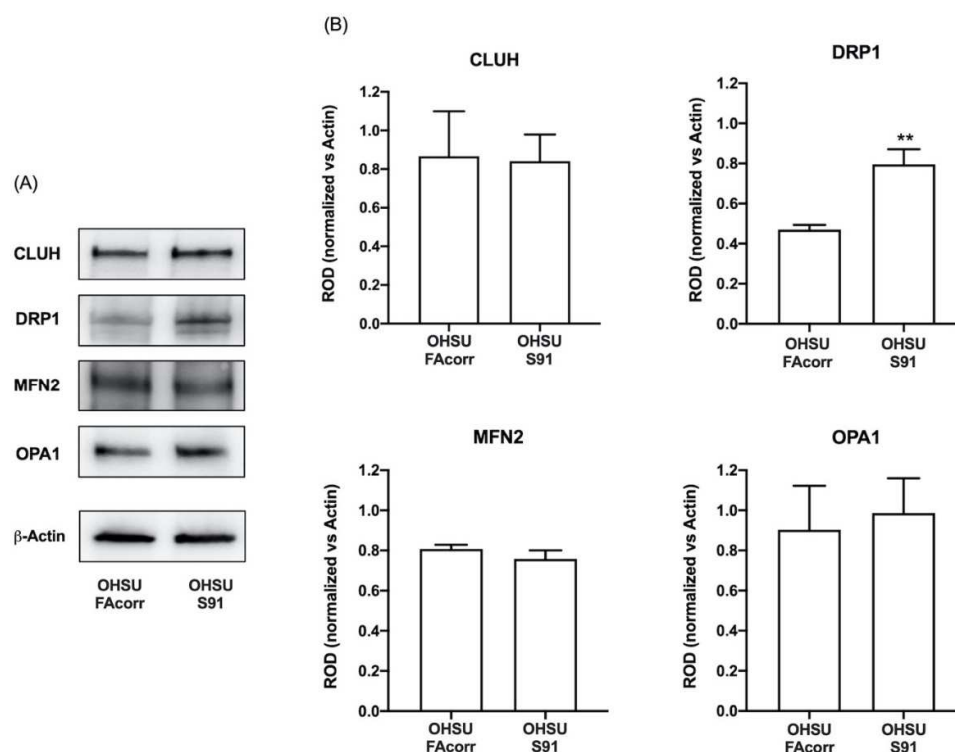 (A)
CLUH
DRP1
MFN2
OPA1
β-Actin
OHSU
FAcorr
OHSU
S91
(B)
CLUH
ROD (normalized vs Actin)
1.2
1.0
0.8
0.6
0.4
0.2
0.0
OHSU
FAcorr
OHSU
S91
DRP1
ROD (normalized vs Actin)
1.2
1.0
0.8
0.6
0.4
0.2
0.0
**
OHSU
FAcorr
OHSU
S91
MFN2
ROD (normalized vs Actin)
1.2
1.0
0.8
0.6
0.4
0.2
0.0
OHSU
FAcorr
OHSU
S91
OPA1
ROD (normalized vs Actin)
1.2
1.0
0.8
0.6
0.4
0.2
0.0
OHSU
FAcorr
OHSU
S91